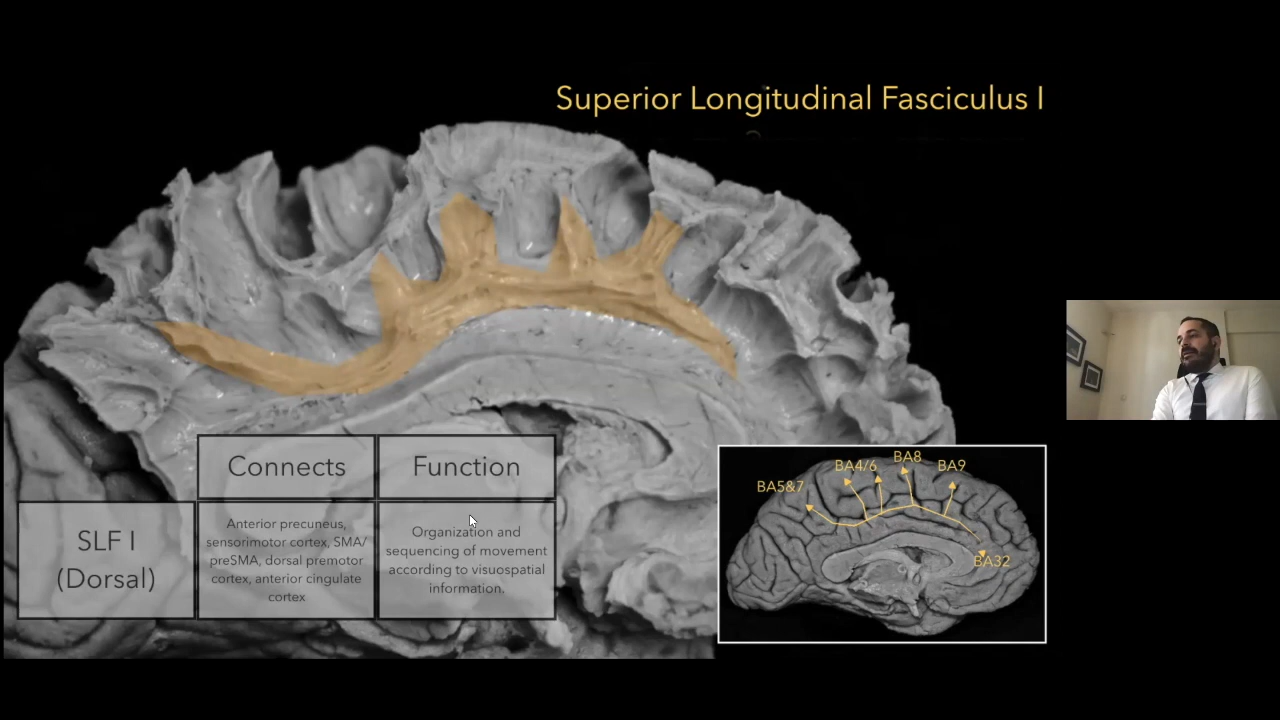 Superior Longitudinal Fasciculus I
Connects
Function
SLF I
(Dorsal)
Anterior precuneus,
sensorimotor cortex, SMA/
preSMA, dorsal premotor
cortex, anterior cingulate
cortex
Organization and
sequencing of movement
according to visuospatial
information.
BA5&7
BA4/6
BA8
BA9
BA32